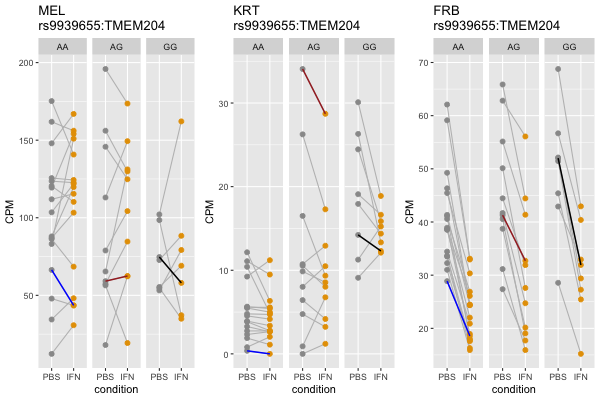 MEL
rs9939655:TMEM204
AA AG GG
200
150
100
50
CPM
PBS IFN PBS IFN PBS IFN
condition
KRT
rs9939655:TMEM204
AA AG GG
30
20
10
0
CPM
PBS IFN PBS IFN PBS IFN
condition
FRB
rs9939655:TMEM204
AA AG GG
70
60
50
40
30
20
CPM
PBS IFN PBS IFN PBS IFN
condition